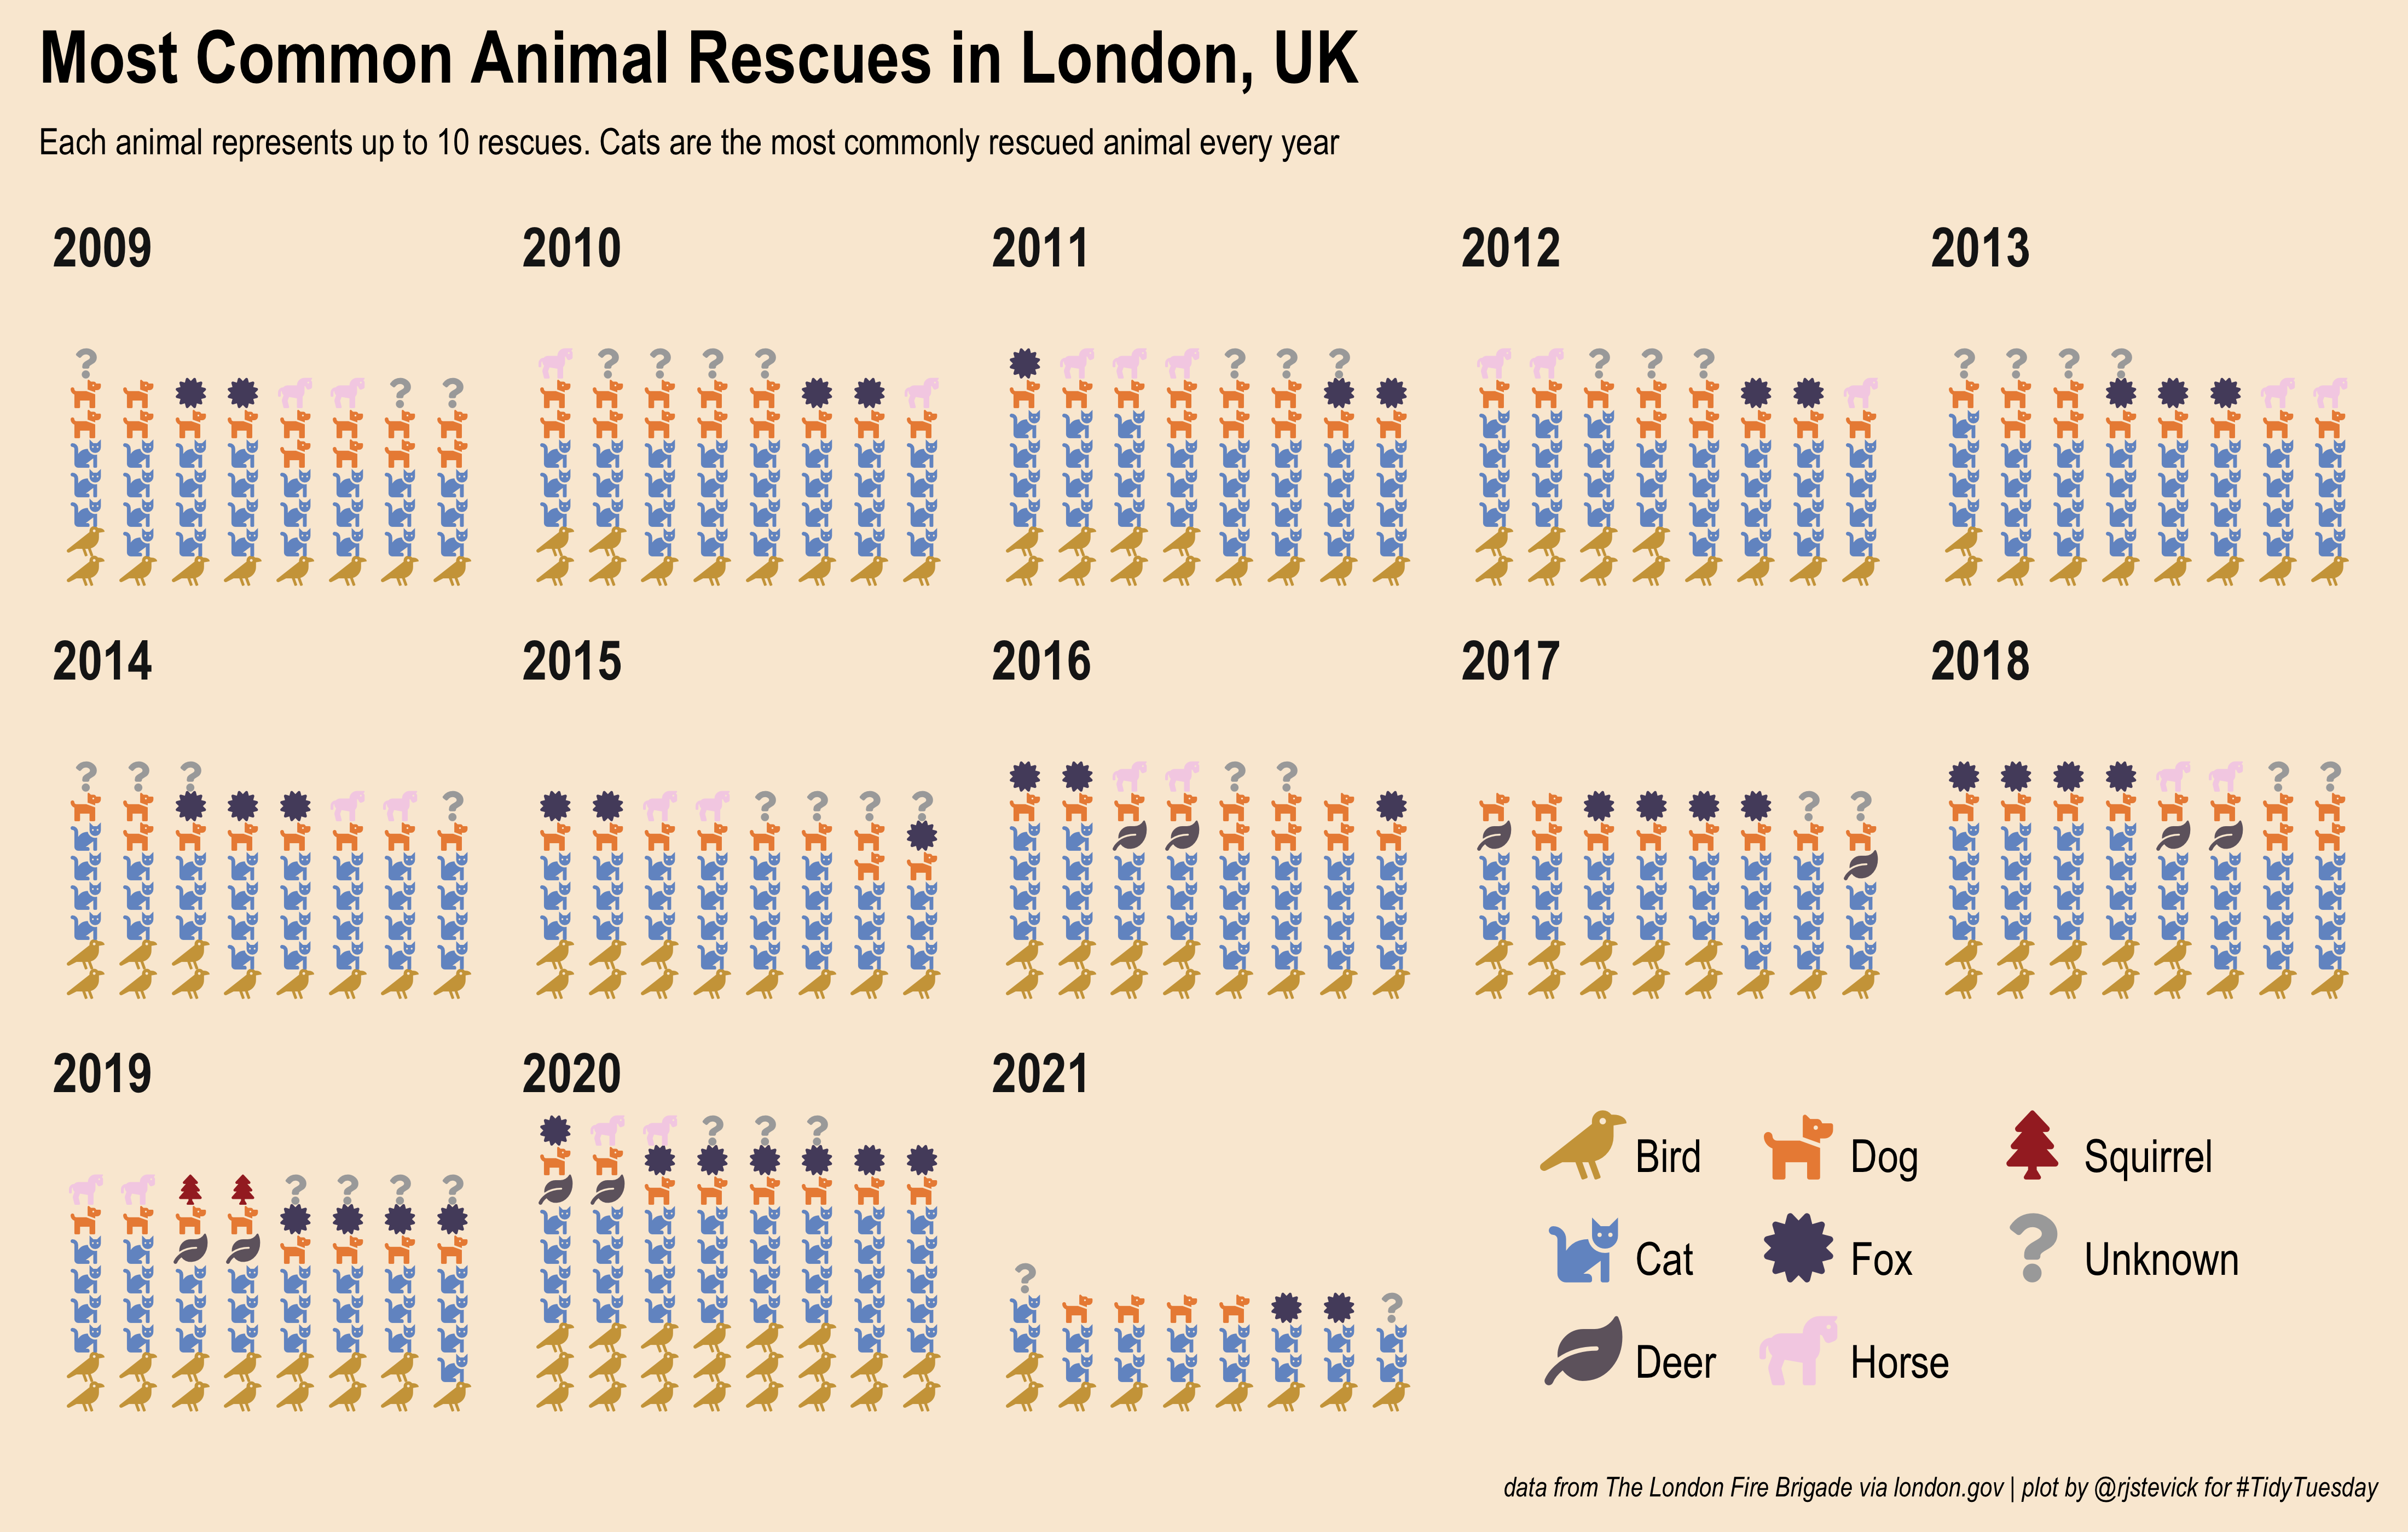 Most Common Animal Rescues in London, UK
Each animal represents up to 10 rescues. Cats are the most commonly rescued animal every year
2009 2010 2011 2012 2013
2014 2015 2016 2017 2018
2019 2020 2021
Bird Dog Squirrel
Cat Fox Unknown
Deer Horse
data from The London Fire Brigade via london.gov | plot by @rjstevick for #TidyTuesday